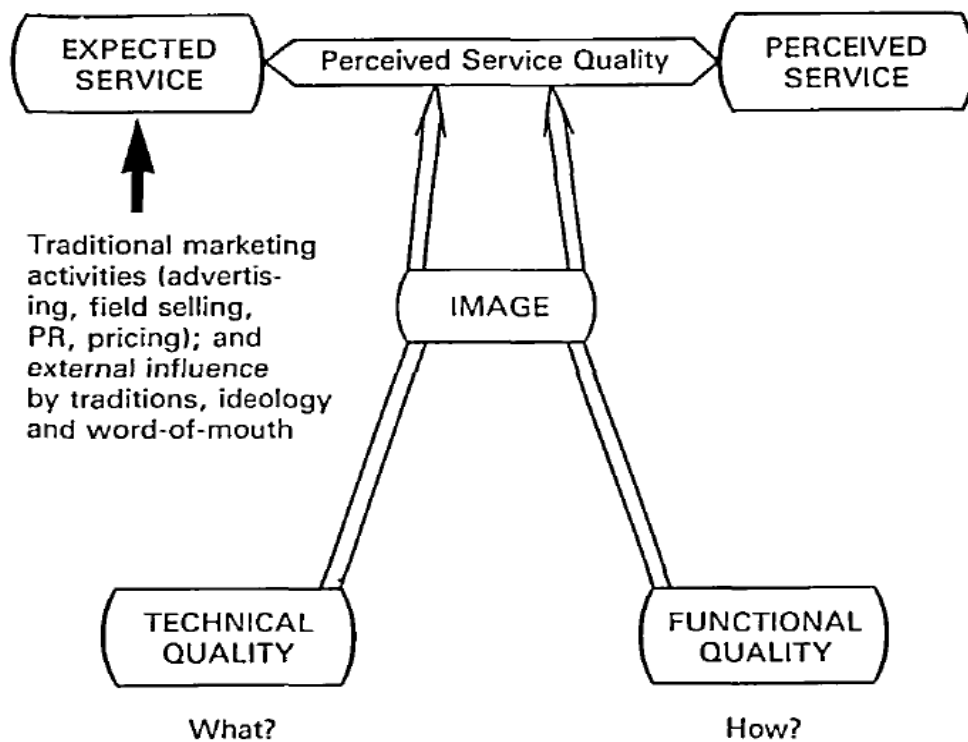 EXPECTED
SERVICE
Perceived Service Quality
PERCEIVED
SERVICE
Traditional marketing
activities (advertis-
ing, field selling,
PR, pricing); and
external influence
by traditions, ideology
and word-of-mouth
IMAGE
TECHNICAL
QUALITY
FUNCTIONAL
QUALITY
What?
How?